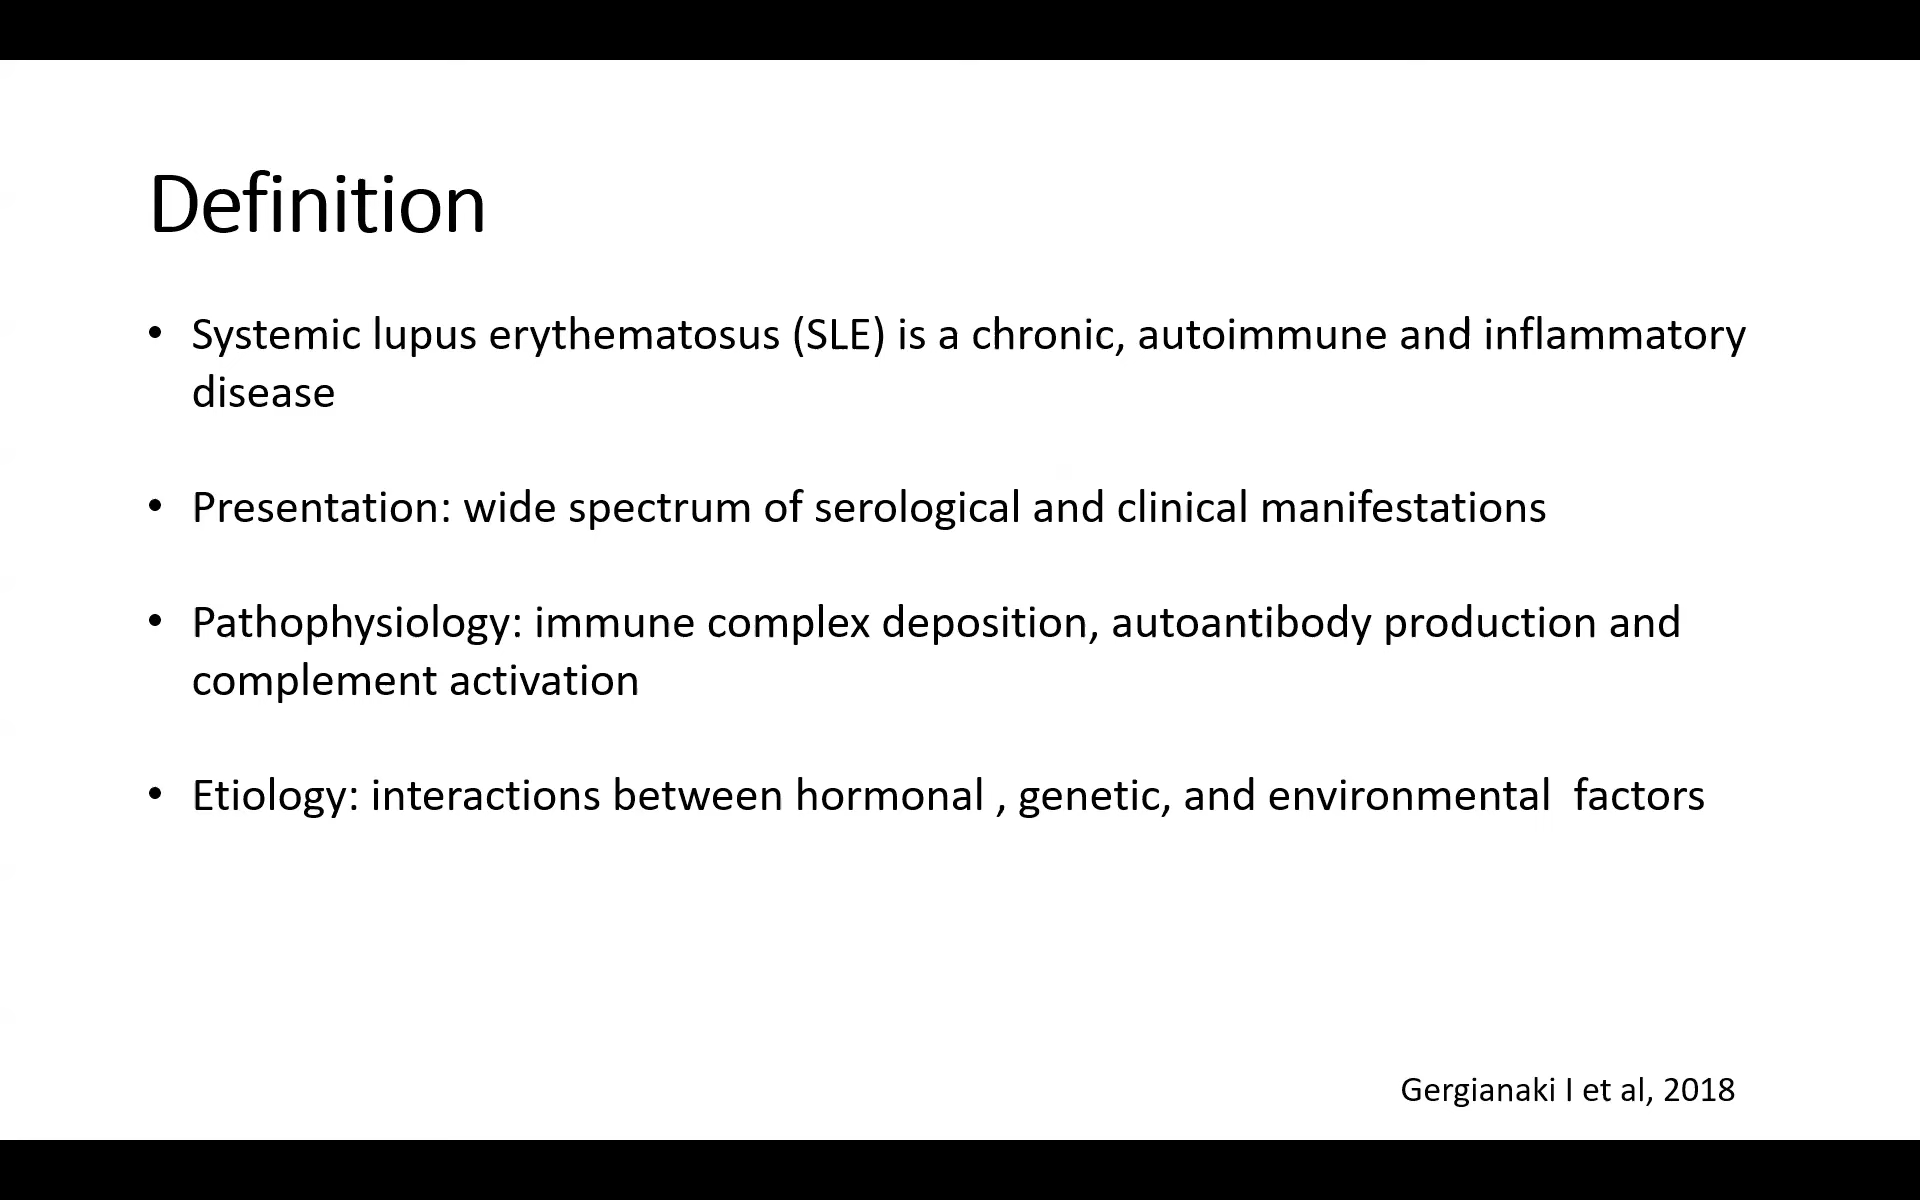 Definition
• Systemic lupus erythematosus (SLE) is a chronic, autoimmune and inflammatory
disease
• Presentation: wide spectrum of serological and clinical manifestations
• Pathophysiology: immune complex deposition, autoantibody production and
complement activation
• Etiology: interactions between hormonal , genetic, and environmental  factors
Gergianaki I et al, 2018